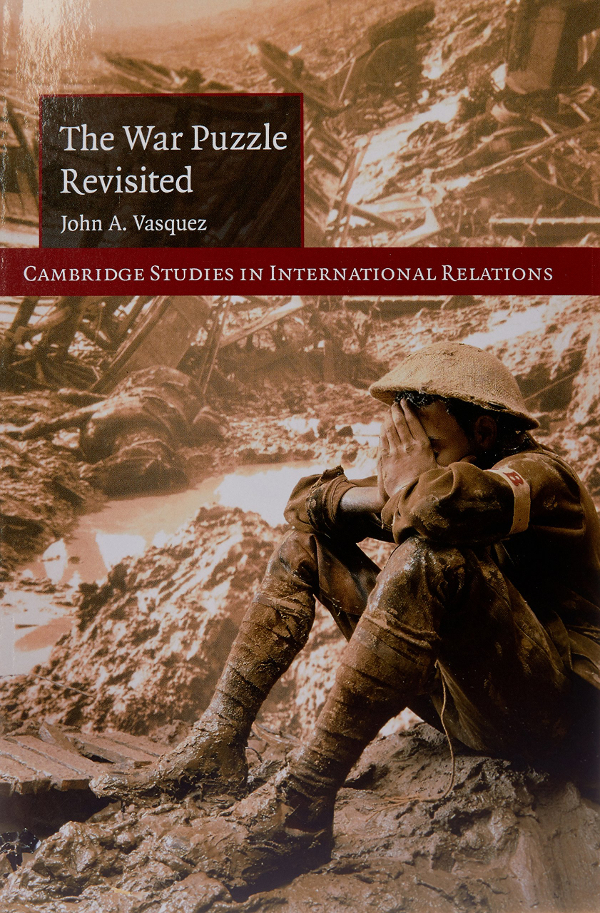 The War Puzzle
Revisited
John A. Vasquez
Cambridge Studies in International Relations
B